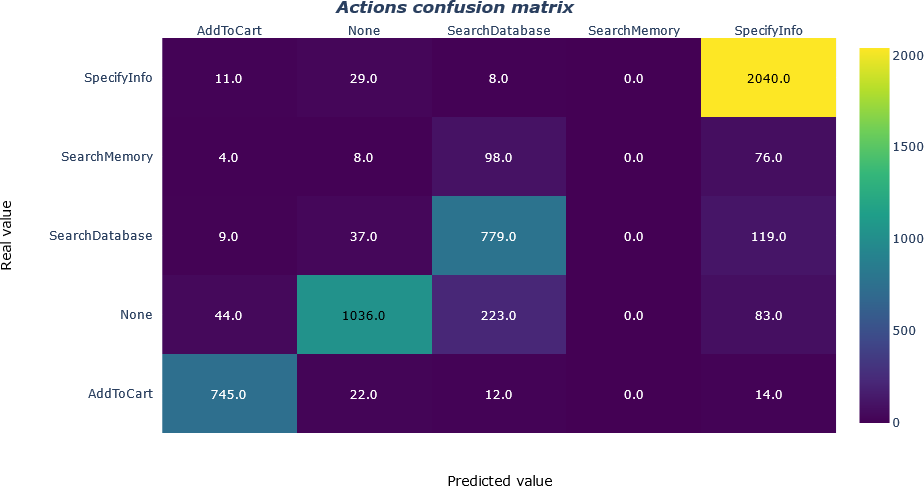 Actions confusion matrix
AddToCart None SearchDatabase SearchMemory SpecifyInfo
SpecifyInfo 11.0 29.0 8.0 0.0 2040.0
SearchMemory 4.0 8.0 98.0 0.0 76.0
SearchDatabase 9.0 37.0 779.0 0.0 119.0
None 44.0 1036.0 223.0 0.0 83.0
AddToCart 745.0 22.0 12.0 0.0 14.0
Real value
Predicted value
2000
1500
1000
500
0